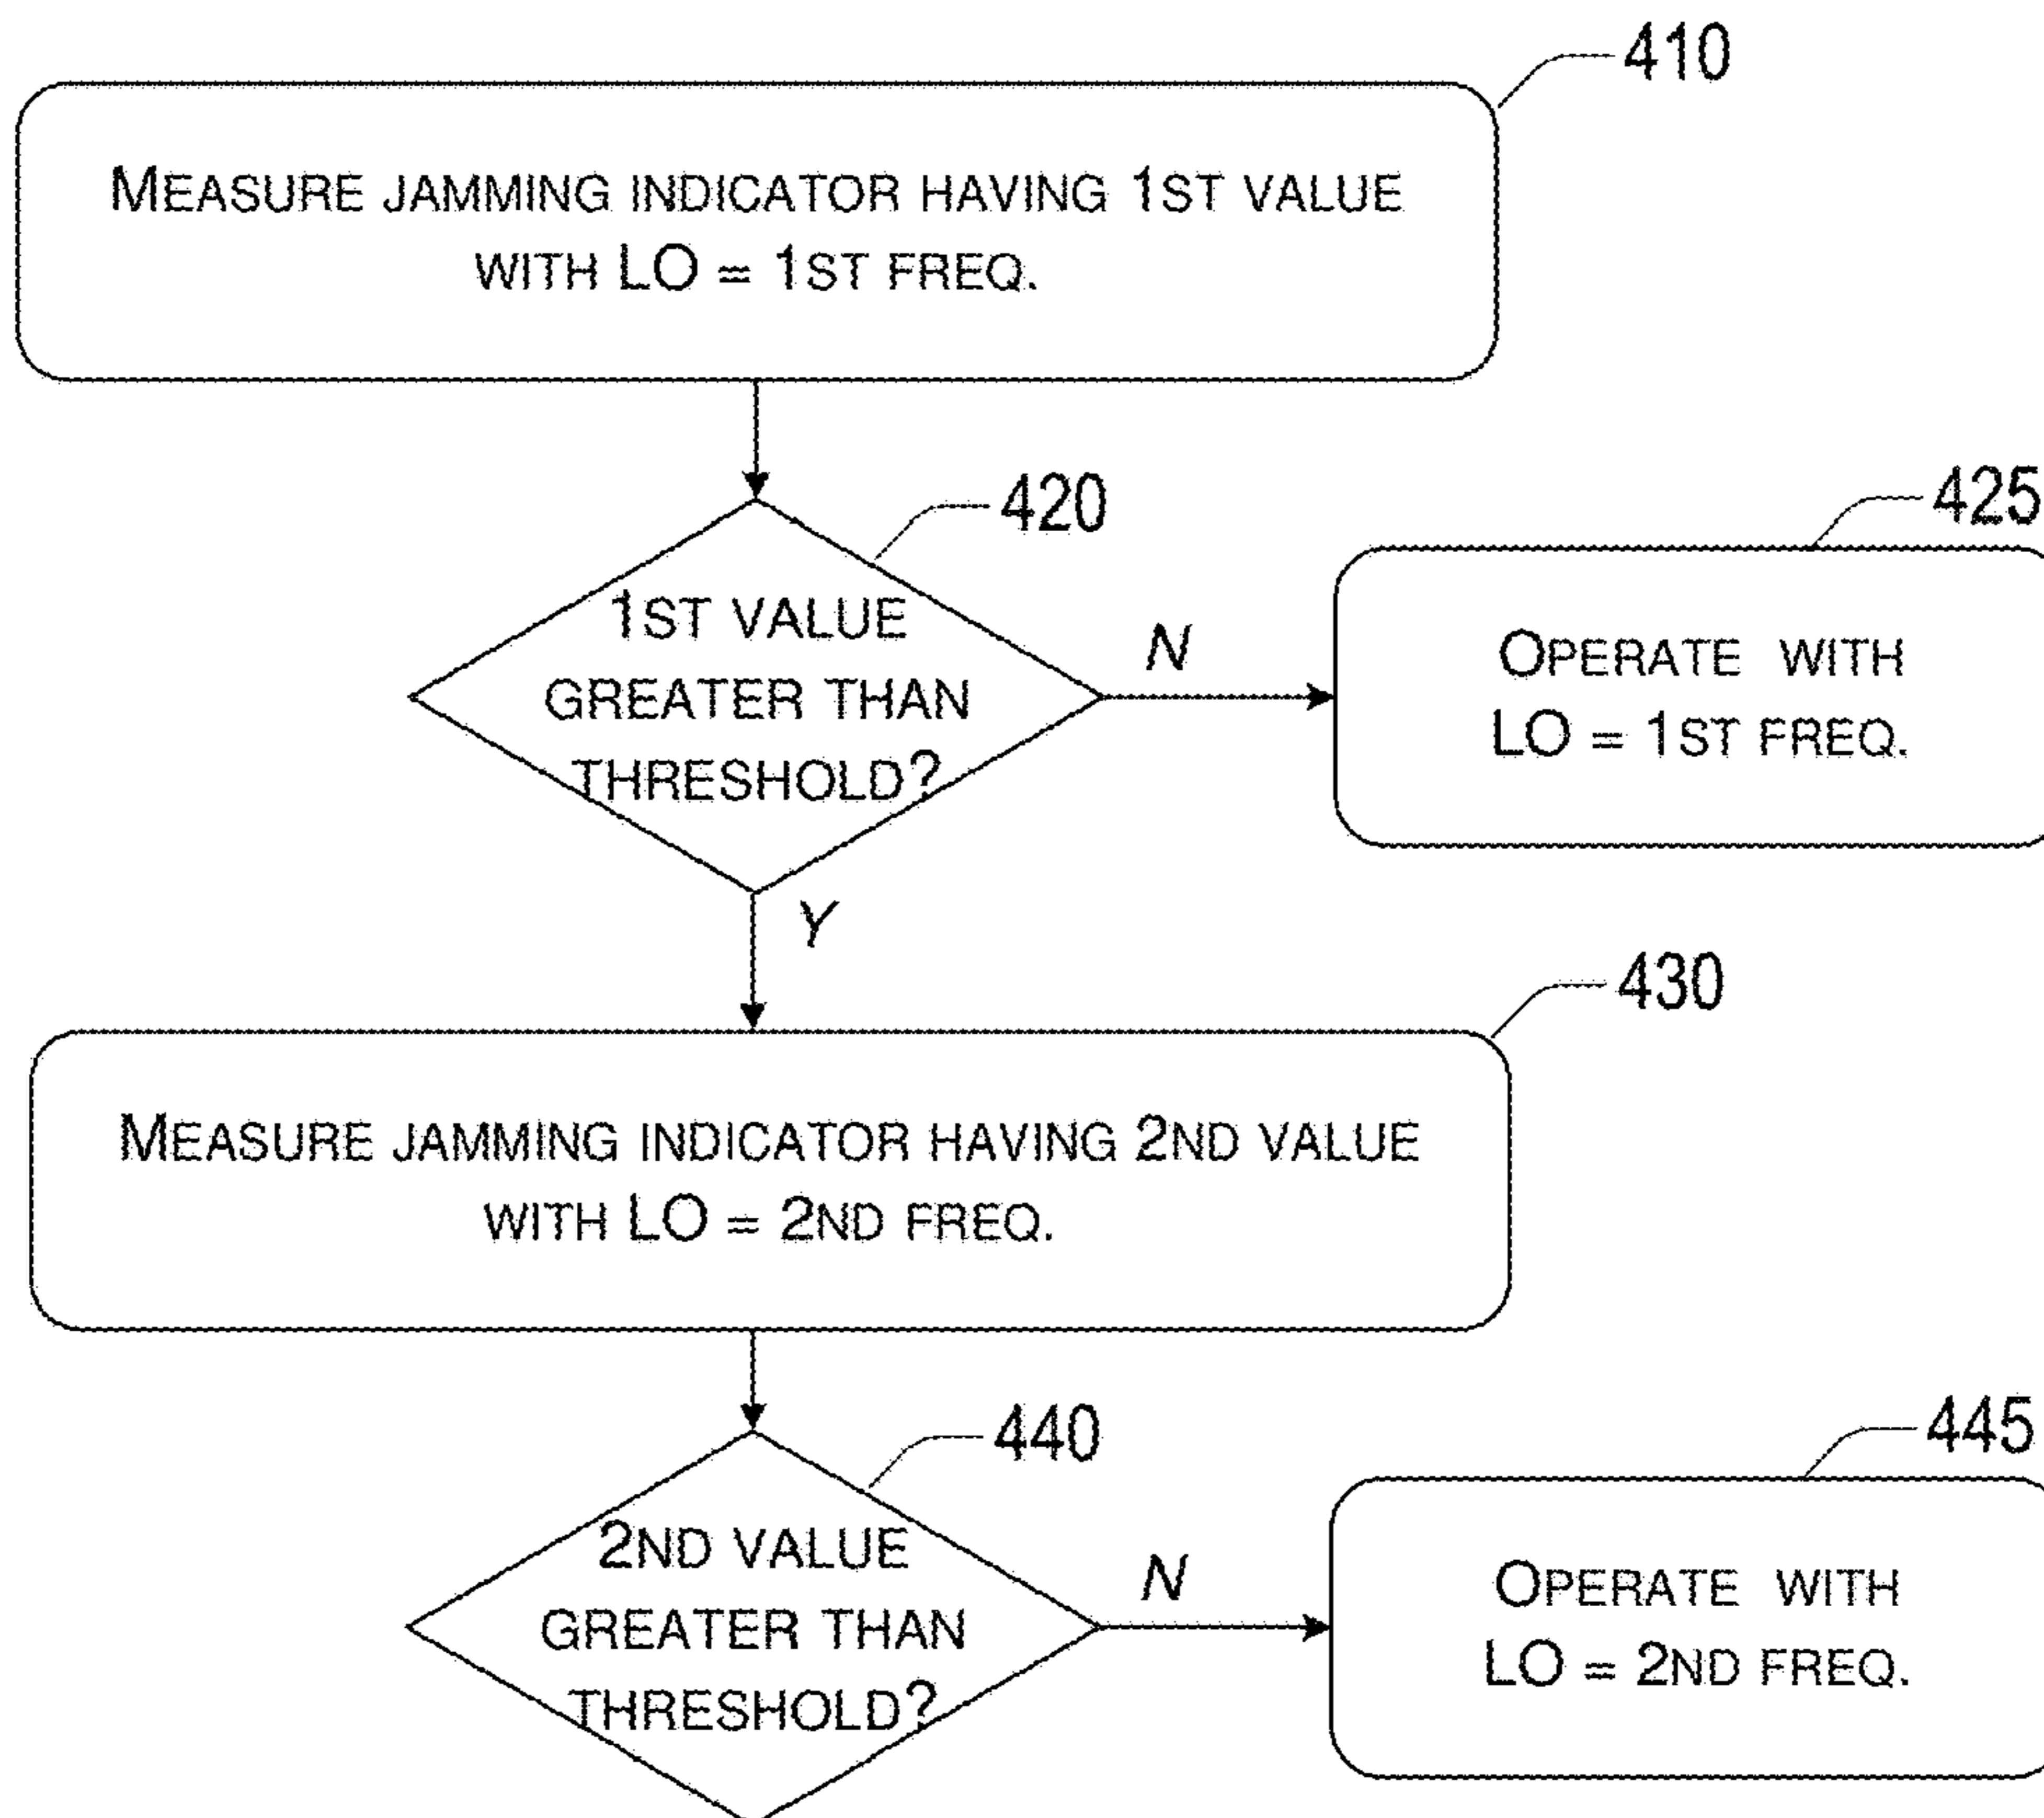 410
MEASURE JAMMING INDICATOR HAVING 1ST VALUE
WITH LO = 1ST FREQ.
420
425
1ST VALUE
GREATER THAN
THRESHOLD?
N
OPERATE WITH
LO = 1ST FREQ.
Y
430
MEASURE JAMMING INDICATOR HAVING 2ND VALUE
WITH LO = 2ND FREQ.
440
445
2ND VALUE
GREATER THAN
THRESHOLD?
N
OPERATE WITH
LO = 2ND FREQ.